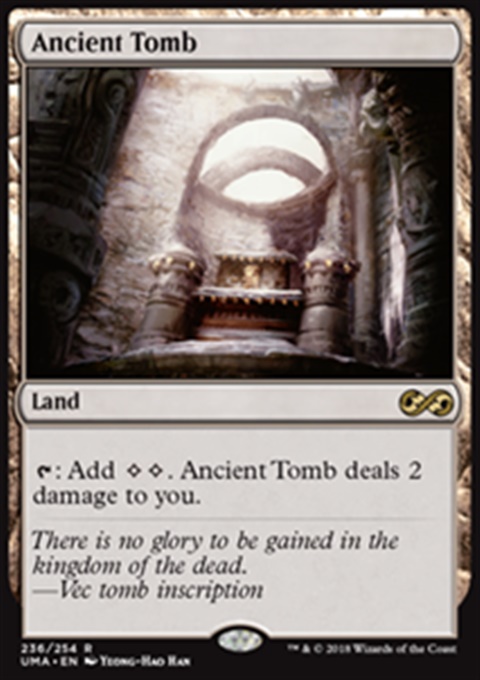 Ancient Tomb
Land
: Add . Ancient Tomb deals 2
damage to you.
There is no glory to be gained in the
kingdom of the dead.
—Vec tomb inscription
236/254 R
UMA • EN Yeong-Hao Han
™ & © 2018 Wizards of the Coast